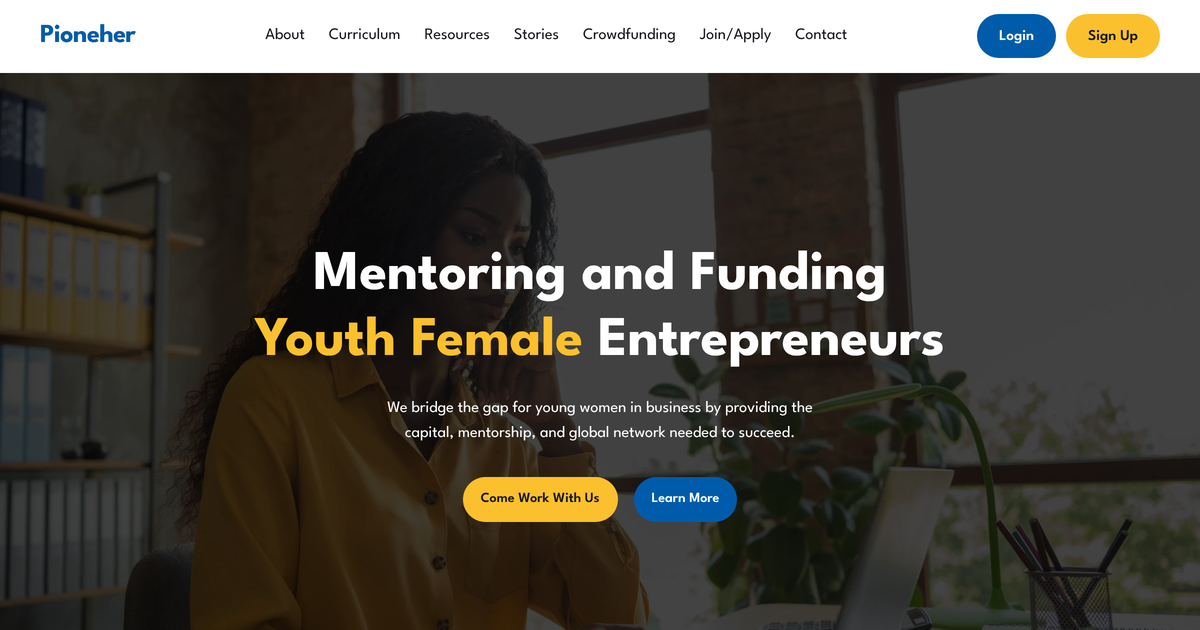 Pioneher
About
Curriculum
Resources
Stories
Crowdfunding
Join/Apply
Contact
Login
Sign Up
Mentoring and Funding
Youth Female Entrepreneurs
We bridge the gap for young women in business by providing the
capital, mentorship, and global network needed to succeed.
Come Work With Us
Learn More